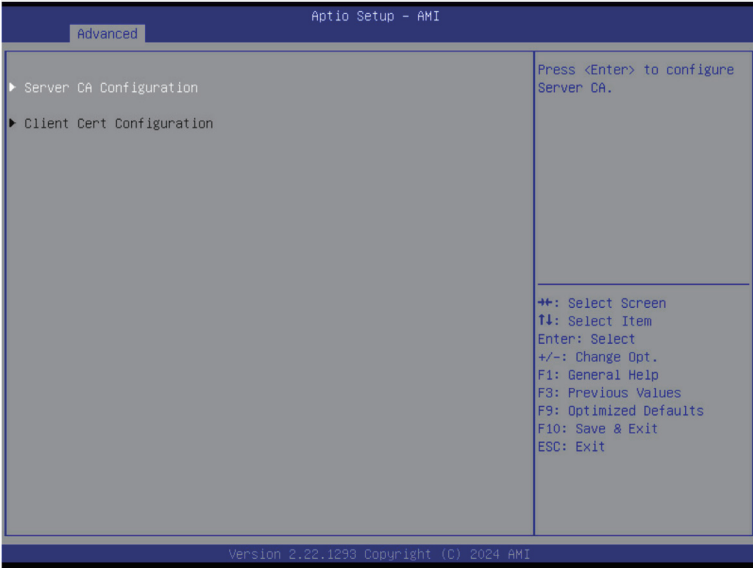 Aptio Setup – AMI
Advanced
Server CA Configuration
Client Cert Configuration
Press <Enter> to configure
Server CA.
→←: Select Screen
↑↓: Select Item
Enter: Select
+/-: Change Opt.
F1: General Help
F3: Previous Values
F9: Optimized Defaults
F10: Save & Exit
ESC: Exit
Version 2.22.1293 Copyright (C) 2024 AMI